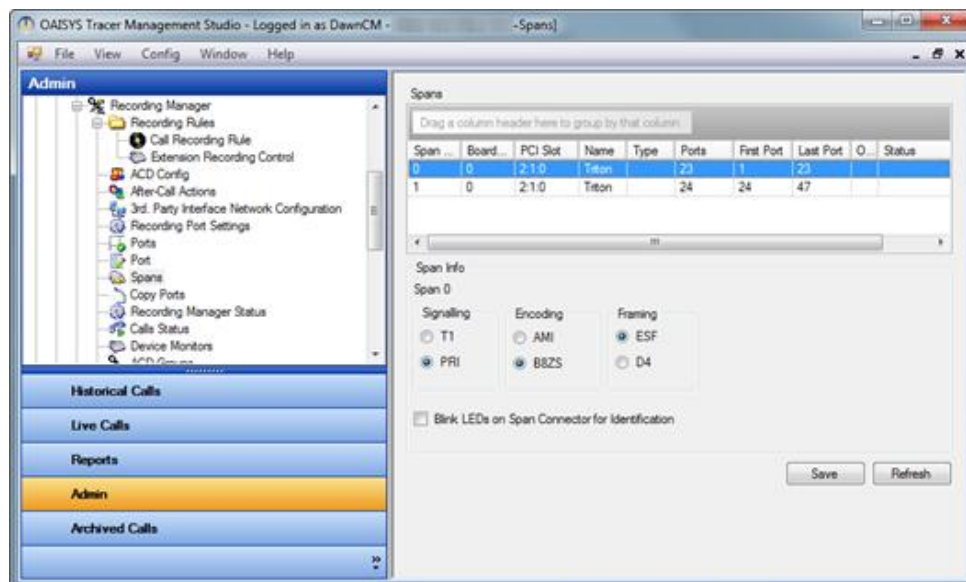 OAISYS Tracer Management Studio - Logged in as DawnCM - -Spans]
File View Config Window Help
Admin
Recording Manager
Recording Rules
Call Recording Rule
Extension Recording Control
ACD Config
After-Call Actions
3rd. Party Interface Network Configuration
Recording Port Settings
Ports
Port
Spans
Copy Ports
Recording Manager Status
Calls Status
Device Monitors
ACD Groups
Historical Calls
Live Calls
Reports
Admin
Archived Calls
Spans
Drag a column header here to group by that column.
Span ... Board... PCI Slot Name Type Ports First Port Last Port O... Status
0 0 2:1:0 Triton 23 1 23
1 0 2:1:0 Triton 24 24 47
Span Info
Span 0
Signalling Encoding Framing
T1 AMI ESF
PRI B8ZS D4
Blink LEDs on Span Connector for Identification
Save Refresh